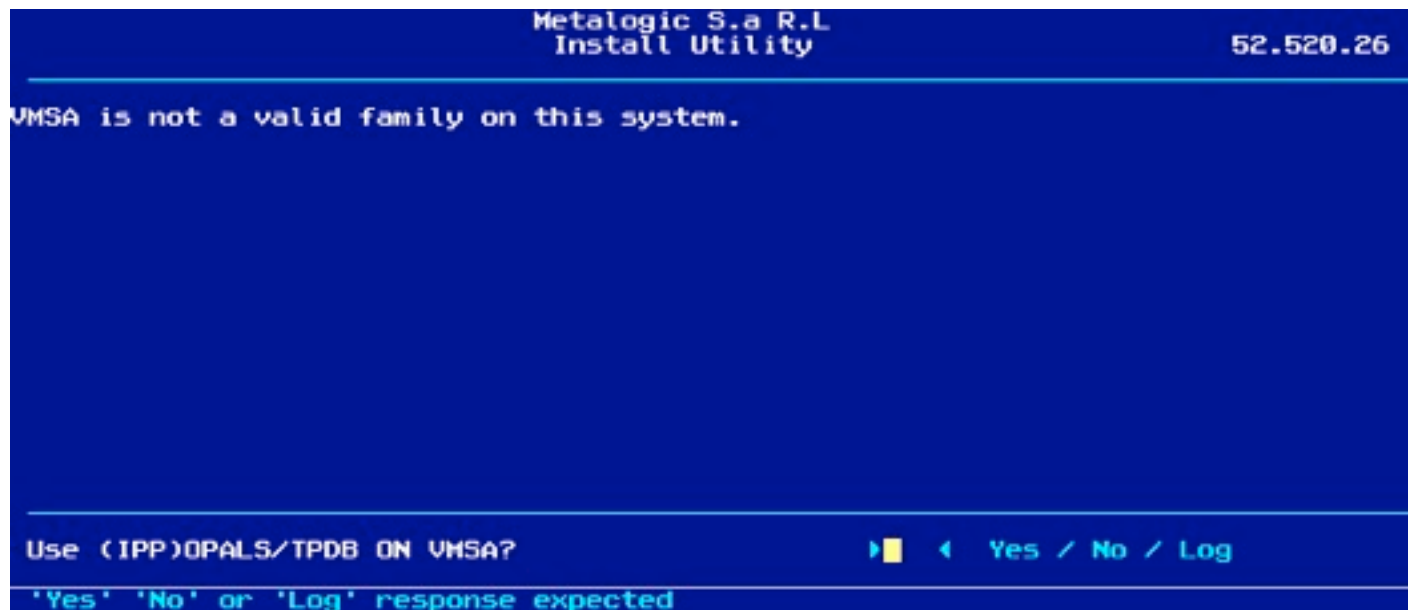 Metalogic S.a R.L
Install Utility 52.520.26
VMSA is not a valid family on this system.
Use (IPP)OPALS/TPDB ON VMSA? Yes / No / Log
'Yes' 'No' or 'Log' response expected